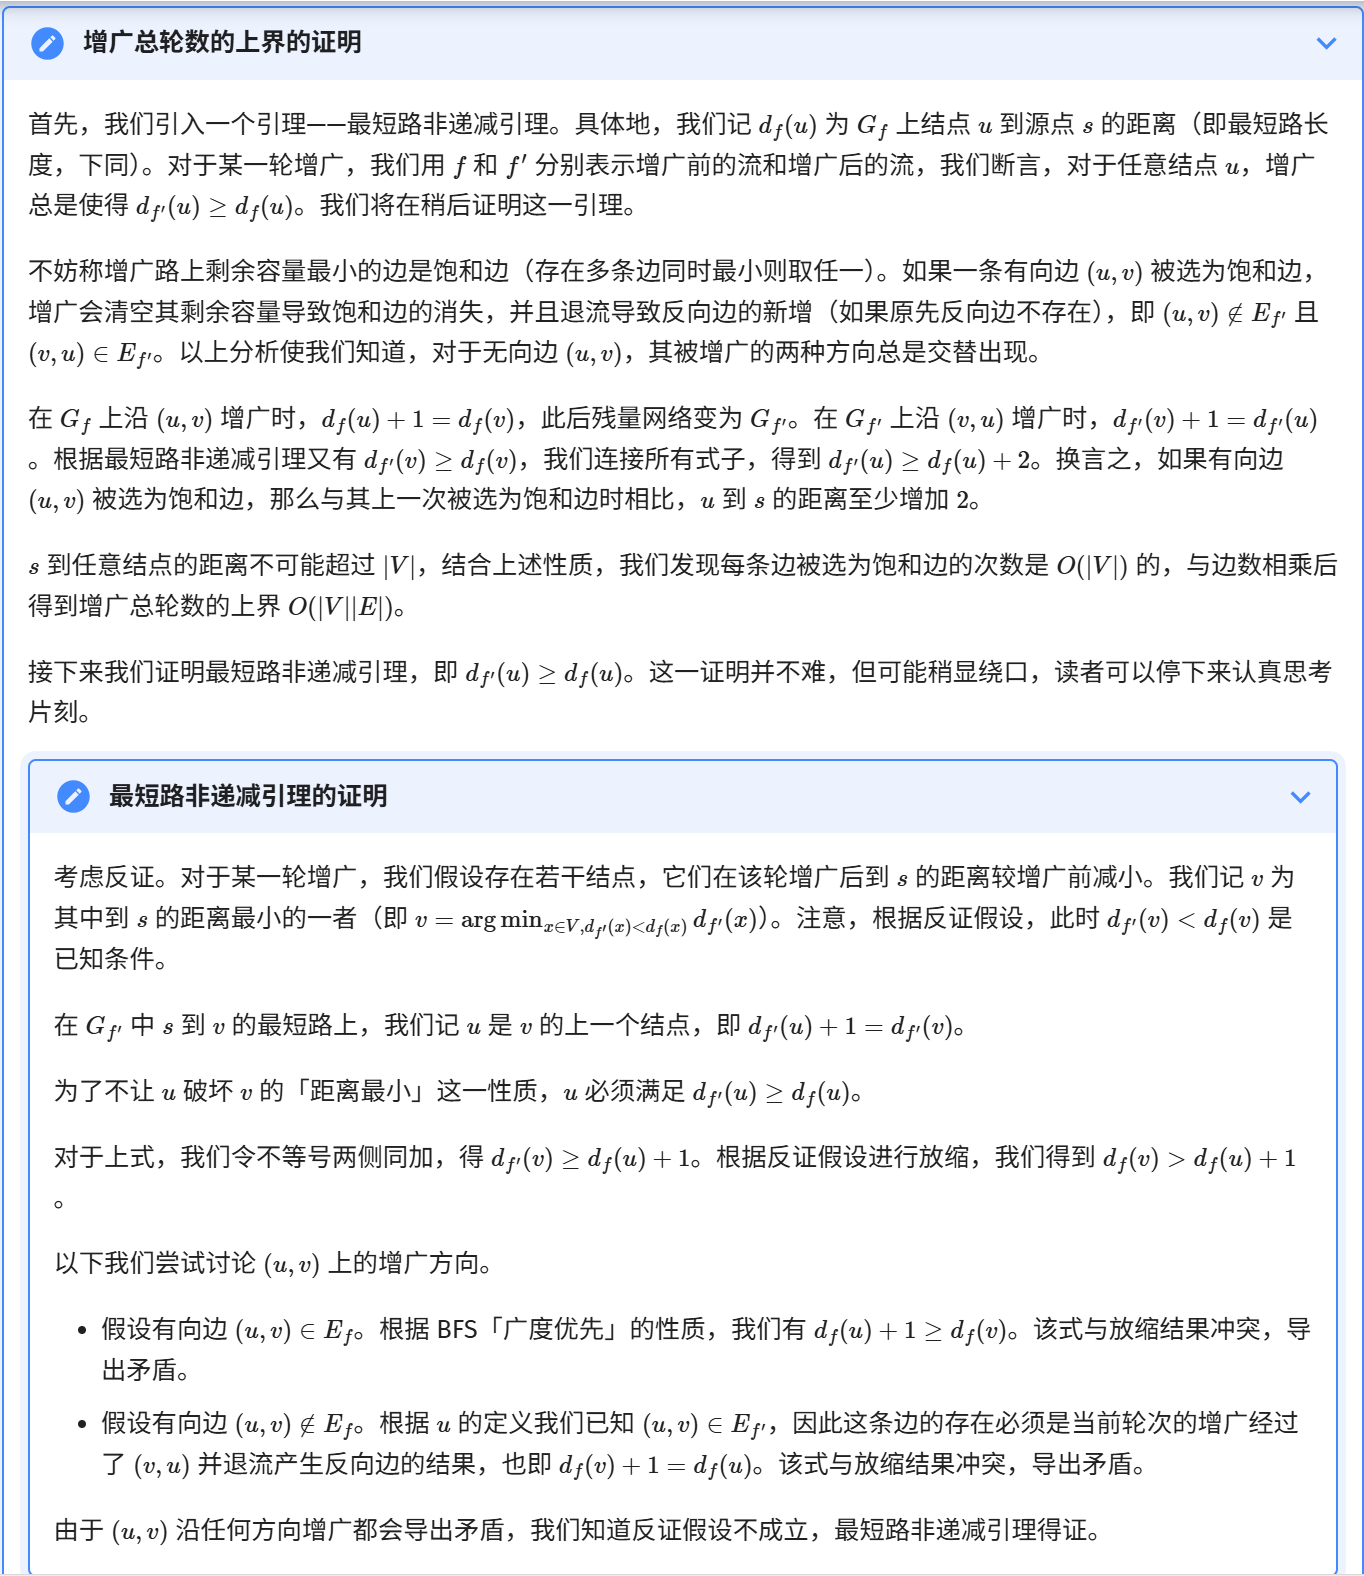 增广总轮数的上界的证明
首先，我们引入一个引理——最短路非递减引理。具体地，我们记 $d_f(u)$ 为 $G_f$ 上结点 $u$ 到源点 $s$ 的距离（即最短路长
度，下同）。对于某一轮增广，我们用 $f$ 和 $f'$ 分别表示增广前的流和增广后的流，我们断言，对于任意结点 $u$，增广
总是使得 $d_{f'}(u) \geq d_f(u)$。我们将在稍后证明这一引理。
不妨称增广路上剩余容量最小的边是饱和边（存在多条边同时最小则取任一）。如果一条有向边 $(u, v)$ 被选为饱和边，
增广会清空其剩余容量导致饱和边的消失，并且退流导致反向边的新增（如果原先反向边不存在），即 $(u, v) \notin E_{f'}$ 且
$(v, u) \in E_{f'}$。以上分析使我们知道，对于无向边 $(u, v)$，其被增广的两种方向总是交替出现。
在 $G_f$ 上沿 $(u, v)$ 增广时，$d_f(u) + 1 = d_f(v)$，此后残量网络变为 $G_{f'}$。在 $G_{f'}$ 上沿 $(v, u)$ 增广时，$d_{f'}(v) + 1 = d_{f'}(u)$
。根据最短路非递减引理又有 $d_{f'}(v) \geq d_f(v)$，我们连接所有式子，得到 $d_{f'}(u) \geq d_f(u) + 2$。换言之，如果有向边
$(u, v)$ 被选为饱和边，那么与其上一次被选为饱和边时相比，$u$ 到 $s$ 的距离至少增加 2。
$s$ 到任意结点的距离不可能超过 $|V|$，结合上述性质，我们发现每条边被选为饱和边的次数是 $O(|V|)$ 的，与边数相乘后
得到增广总轮数的上界 $O(|V||E|)$。
接下来我们证明最短路非递减引理，即 $d_{f'}(u) \geq d_f(u)$。这一证明并不难，但可能稍显绕口，读者可以停下来认真思考
片刻。
最短路非递减引理的证明
考虑反证。对于某一轮增广，我们假设存在若干结点，它们在该轮增广后到 $s$ 的距离较增广前减小。我们记 $v$ 为
其中到 $s$ 的距离最小的一者（即 $v = \arg\min_{x \in V, d_{f'}(x) < d_f(x)} d_{f'}(x)$）。注意，根据反证假设，此时 $d_{f'}(v) < d_f(v)$ 是
已知条件。
在 $G_{f'}$ 中 $s$ 到 $v$ 的最短路上，我们记 $u$ 是 $v$ 的上一个结点，即 $d_{f'}(u) + 1 = d_{f'}(v)$。
为了不让 $u$ 破坏 $v$ 的「距离最小」这一性质，$u$ 必须满足 $d_{f'}(u) \geq d_f(u)$。
对于上式，我们令不等号两侧同加，得 $d_{f'}(v) \geq d_f(u) + 1$。根据反证假设进行放缩，我们得到 $d_f(v) > d_f(u) + 1$
。
以下我们尝试讨论 $(u, v)$ 上的增广方向。
• 假设有向边 $(u, v) \in E_f$。根据 BFS「广度优先」的性质，我们有 $d_f(u) + 1 \geq d_f(v)$。该式与放缩结果冲突，导
出矛盾。
• 假设有向边 $(u, v) \notin E_f$。根据 $u$ 的定义我们已知 $(u, v) \in E_{f'}$，因此这条边的存在必须是当前轮次的增广经过
了 $(v, u)$ 并退流产生反向边的结果，也即 $d_f(v) + 1 = d_f(u)$。该式与放缩结果冲突，导出矛盾。
由于 $(u, v)$ 沿任何方向增广都会导出矛盾，我们知道反证假设不成立，最短路非递减引理得证。